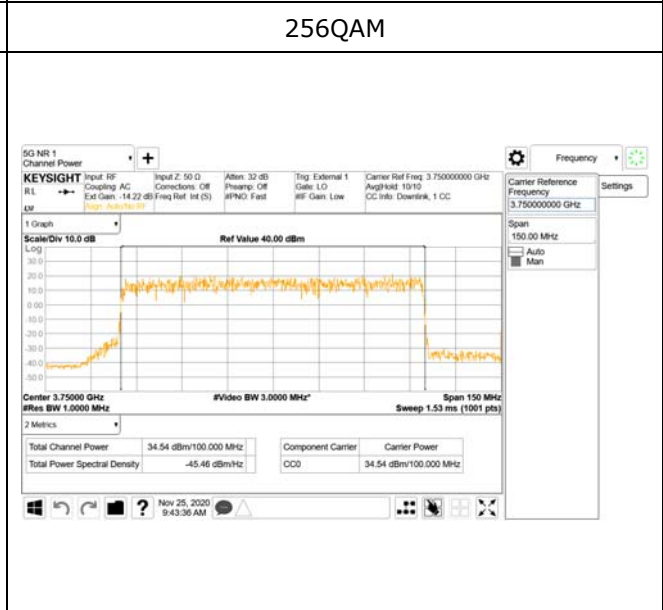 256QAM
5G NR 1
Channel Power
+
Frequency
KEYSIGHT
RL
Input: RF
Coupling: AC
Ext Gain: -14.22 dB
Align: Auto/No RF
Input Z: 50 Ω
Corrections: Off
Freq Ref: Int (S)
Atten: 32 dB
Preamp: Off
#PNO: Fast
Trig: External 1
Gate: LO
#IF Gain: Low
Carrier Ref Freq: 3.750000000 GHz
Avg|Hold: 10/10
CC Info: Downlink, 1 CC
Carrier Reference
Frequency
3.750000000 GHz
Settings
Span
150.00 MHz
Auto
Man
1 Graph
Scale/Div 10.0 dB
Ref Value 40.00 dBm
Log
30.0
20.0
10.0
0.00
-10.0
-20.0
-30.0
-40.0
-50.0
Center 3.75000 GHz
#Video BW 3.0000 MHz*
Span 150 MHz
#Res BW 1.0000 MHz
Sweep 1.53 ms (1001 pts)
2 Metrics
Total Channel Power 34.54 dBm/100.000 MHz
Total Power Spectral Density -45.46 dBm/Hz
Component Carrier Carrier Power
CC0 34.54 dBm/100.000 MHz
?
Nov 25, 2020
9:43:36 AM